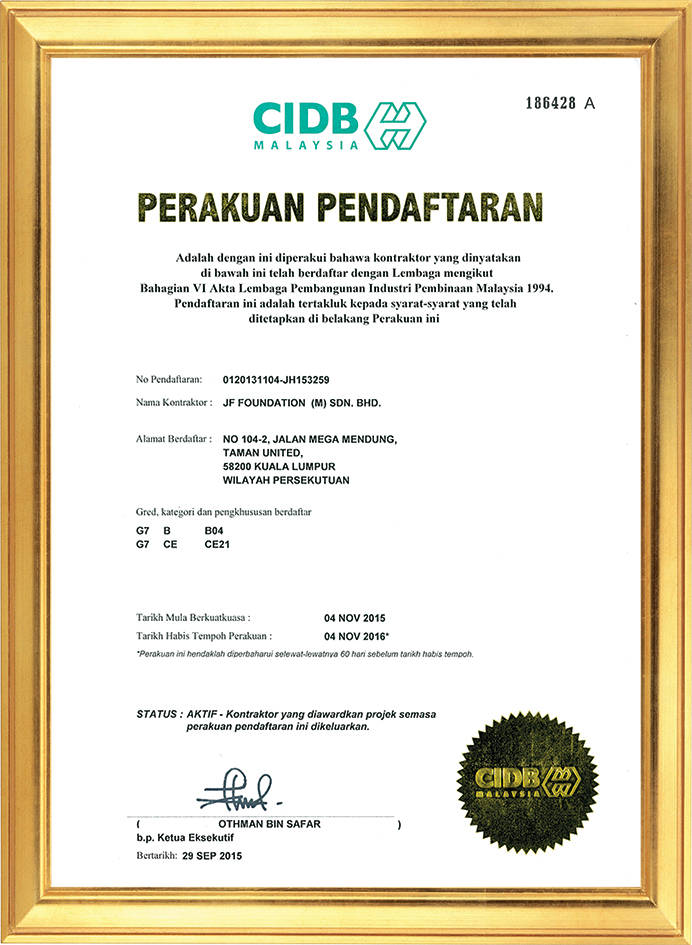 186428 A
CIDB
MALAYSIA
PERAKUAN PENDAFTARAN
Adalah dengan ini diperakui bahawa kontraktor yang dinyatakan
di bawah ini telah berdaftar dengan Lembaga mengikut
Bahagian VI Akta Lembaga Pembangunan Industri Pembinaan Malaysia 1994.
Pendaftaran ini adalah tertakluk kepada syarat-syarat yang telah
ditetapkan di belakang Perakuan ini
No Pendaftaran: 0120131104-JH153259
Nama Kontraktor : JF FOUNDATION (M) SDN. BHD.
Alamat Berdaftar : NO 104-2, JALAN MEGA MENDUNG,
TAMAN UNITED,
58200 KUALA LUMPUR
WILAYAH PERSEKUTUAN
Gred, kategori dan pengkhususan berdaftar
G7 B B04
G7 CE CE21
Tarikh Mula Berkuatkuasa : 04 NOV 2015
Tarikh Habis Tempoh Perakuan : 04 NOV 2016*
*Perakuan ini hendaklah diperbaharui selewat-lewatnya 60 hari sebelum tarikh habis tempoh.
STATUS : AKTIF - Kontraktor yang diawardkan projek semasa
perakuan pendaftaran ini dikeluarkan.
CIDB
MALAYSIA
( OTHMAN BIN SAFAR )
b.p. Ketua Eksekutif
Bertarikh: 29 SEP 2015